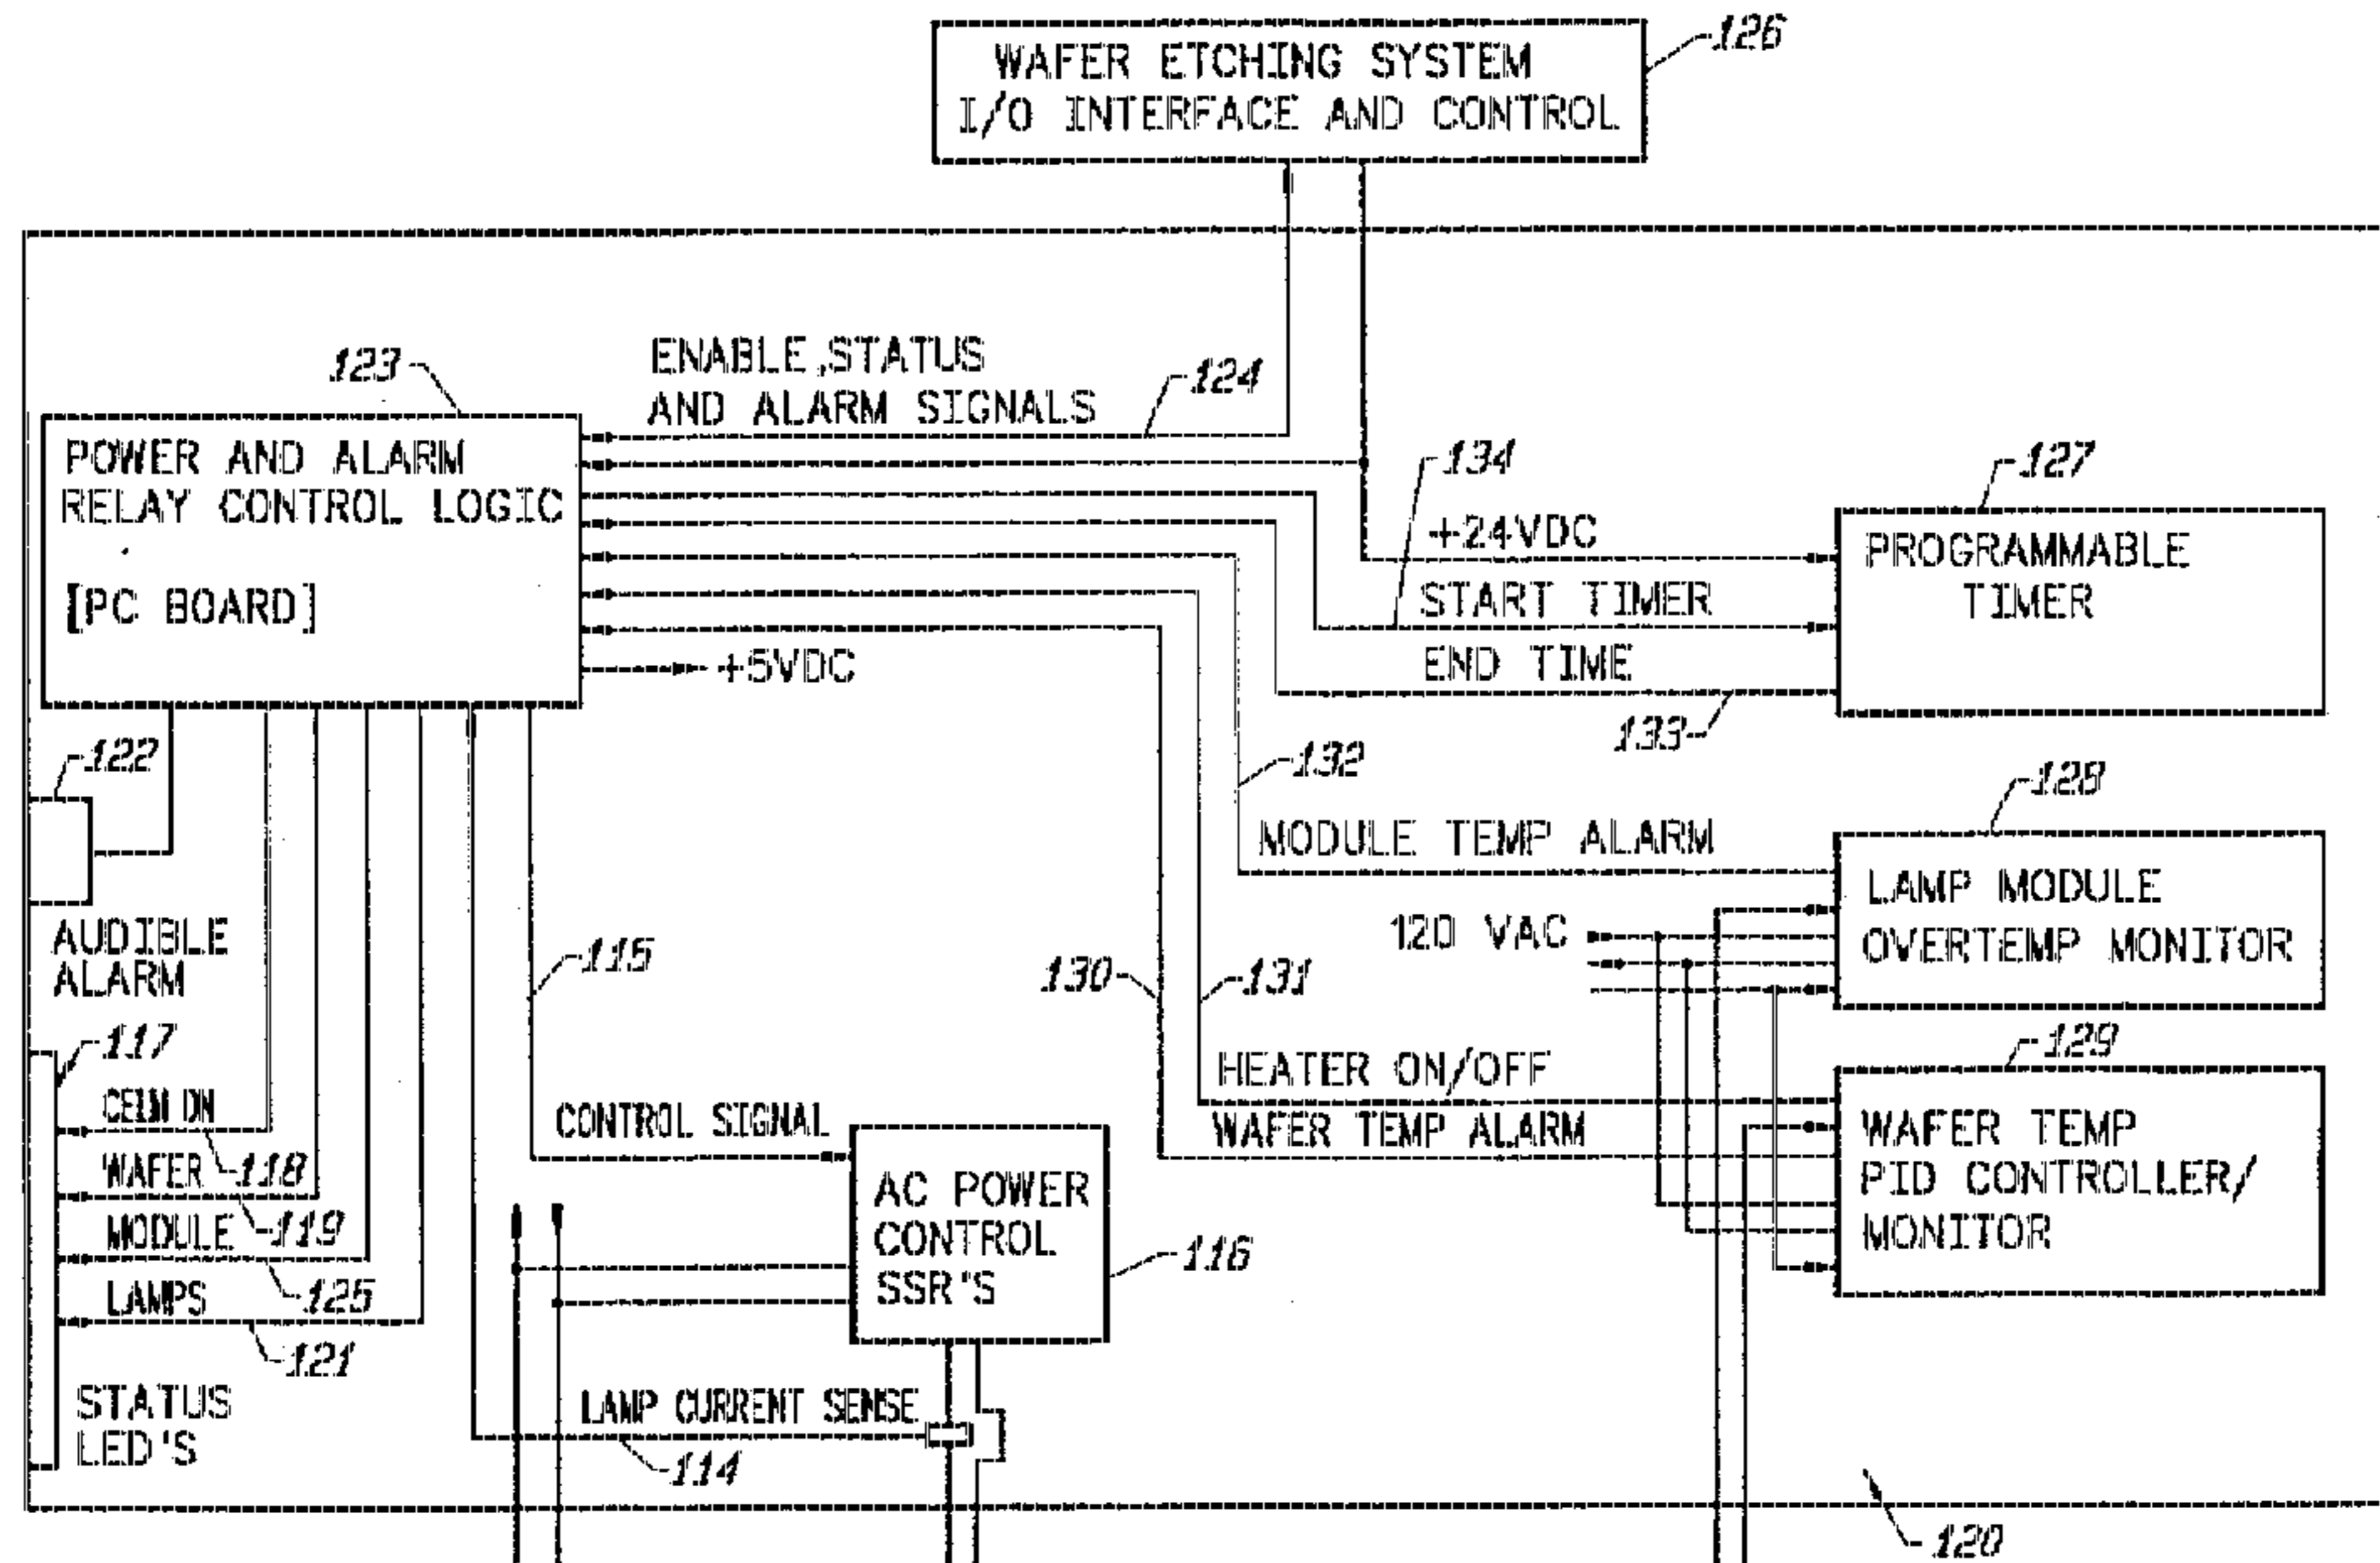 126
WAFER ETCHING SYSTEM
I/O INTERFACE AND CONTROL
123
ENABLE,STATUS
AND ALARM SIGNALS
124
POWER AND ALARM
RELAY CONTROL LOGIC
[PC BOARD]
134
127
+24VDC
PROGRAMMABLE
TIMER
START TIMER
END TIME
+5VDC
133
122
132
128
MODULE TEMP ALARM
LAMP MODULE
OVERTEMP MONITOR
120 VAC
AUDIBLE
ALARM
115
130
131
117
129
HEATER ON/OFF
WAFER TEMP ALARM
WAFER TEMP
PID CONTROLLER/
MONITOR
DN
118
CONTROL SIGNAL
WAFER
119
AC POWER
CONTROL
SSR'S
116
MODULE
125
LAMPS
121
STATUS
LED'S
LAMP CURRENT SENSE
114
120